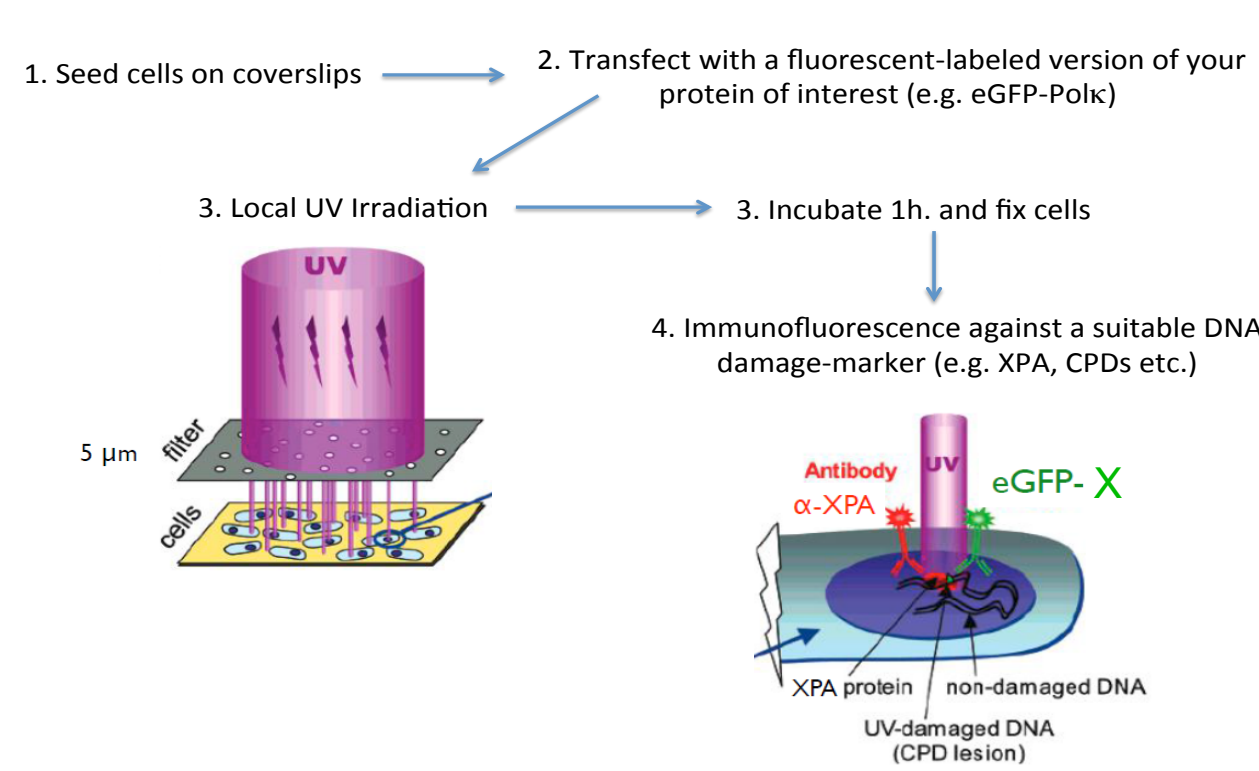 1. Seed cells on coverslips
2. Transfect with a fluorescent-labeled version of your
protein of interest (e.g. eGFP-Polκ)
3. Local UV Irradiation
3. Incubate 1h. and fix cells
UV
4. Immunofluorescence against a suitable DNA
damage-marker (e.g. XPA, CPDs etc.)
5 μm
filter
cells
Antibody
α-XPA
UV
eGFP- X
XPA protein
non-damaged DNA
UV-damaged DNA
(CPD lesion)